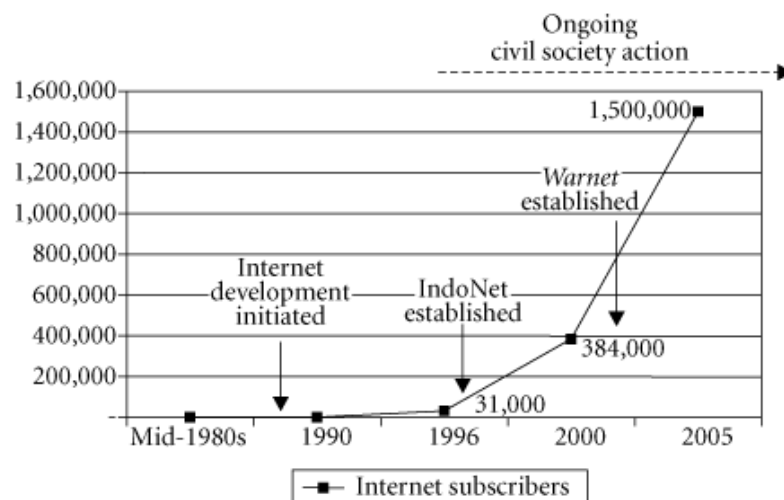 Ongoing
civil society action
1,600,000
1,400,000
1,200,000
1,000,000
800,000
600,000
400,000
200,000
-
1,500,000
Warnet
established
Internet
development
initiated
IndoNet
established
384,000
31,000
Mid-1980s 1990 1996 2000 2005
Internet subscribers